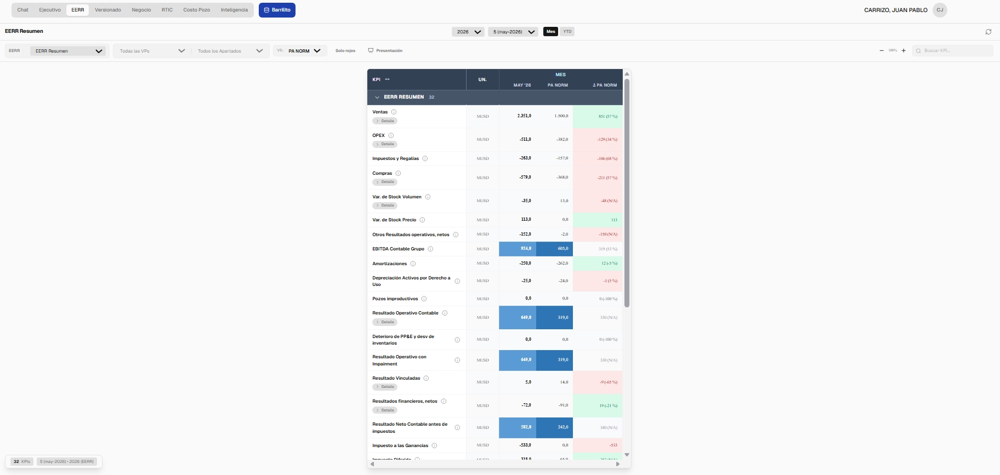 Chat Ejecutivo EERR Versionado Negocio RTIC Costo Pozo Inteligencia Barrilito CARRIZO, JUAN PABLO CJ
EERR Resumen 2026 5 (may-2026) Mes YTD
EERR EERR Resumen Todas las VPs Todos los Apartados VS: PA NORM Solo rojos Presentación 100% Buscar KPI...
MES
KPI UN. MAY '26 PA NORM Δ PA NORM
EERR RESUMEN 32
Ventas MUSD 2.351,0 1.500,0 851 (57 %)
Detalle
OPEX MUSD -511,0 -382,0 -129 (34 %)
Detalle
Impuestos y Regalías MUSD -263,0 -157,0 -106 (68 %)
Compras MUSD -579,0 -368,0 -211 (57 %)
Detalle
Var. de Stock Volumen MUSD -35,0 13,0 -48 (N/A)
Detalle
Var. de Stock Precio MUSD 113,0 0,0 113
Otros Resultados operativos, netos MUSD -152,0 -2,0 -150 (N/A)
EBITDA Contable Grupo MUSD 924,0 605,0 319 (53 %)
Amortizaciones MUSD -250,0 -262,0 12 (-5 %)
Depreciación Activos por Derecho a
Uso MUSD -25,0 -24,0 -1 (5 %)
Pozos improductivos MUSD 0,0 0,0 0 (-100 %)
Resultado Operativo Contable MUSD 649,0 319,0 330 (N/A)
Detalle
Deterioro de PP&E y desv de
inventarios MUSD 0,0 0,0 0 (-100 %)
Resultado Operativo con
Impairment MUSD 649,0 319,0 330 (N/A)
Resultado Vinculadas MUSD 5,0 14,0 -9 (-65 %)
Detalle
Resultados financieros, netos MUSD -72,0 -91,0 19 (-21 %)
Detalle
Resultado Neto Contable antes de
impuestos MUSD 582,0 242,0 340 (N/A)
Impuesto a las Ganancias MUSD -533,0 0,0 -533
Impuesto Diferido MUSD 318,0
32 KPIs 5 (may-2026) • 2026 (EERR)